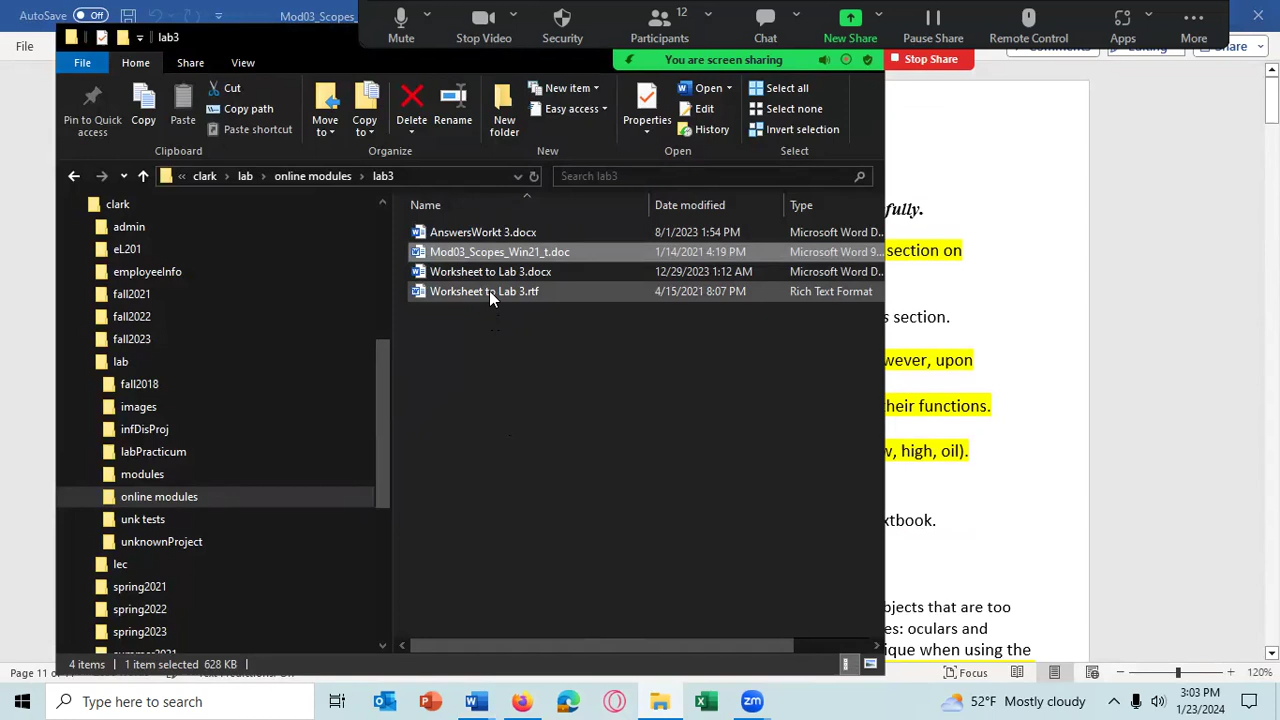 AutoSave Off Mod03_Scopes_
Mute Stop Video Security Participants 12 Chat New Share Pause Share Remote Control Apps More
You are screen sharing Stop Share
lab3
File Comments Editing Share
File Home Share View
Pin to Quick access
Copy
Paste
Cut
Copy path
Paste shortcut
Clipboard
Move to
Copy to
Delete
Rename
Organize
New folder
New item
Easy access
New
Properties
Open
Edit
History
Open
Select all
Select none
Invert selection
Select
« clark › lab › online modules › lab3
Search lab3
Name Date modified Type
AnswersWorkt 3.docx 8/1/2023 1:54 PM Microsoft Word D...
Mod03_Scopes_Win21_t.doc 1/14/2021 4:19 PM Microsoft Word 9...
Worksheet to Lab 3.docx 12/29/2023 1:12 AM Microsoft Word D...
Worksheet to Lab 3.rtf 4/15/2021 8:07 PM Rich Text Format
clark
admin
eL201
employeeInfo
fall2021
fall2022
fall2023
lab
fall2018
images
infDisProj
labPracticum
modules
online modules
unk tests
unknownProject
lec
spring2021
spring2022
spring2023
fully.
section on
s section.
wever, upon
heir functions.
w, high, oil).
xtbook.
bjects that are too
es: oculars and
ique when using the
4 items 1 item selected 628 KB
Page 11 o
Focus
120%
Type here to search
52°F Mostly cloudy
3:03 PM
1/23/2024